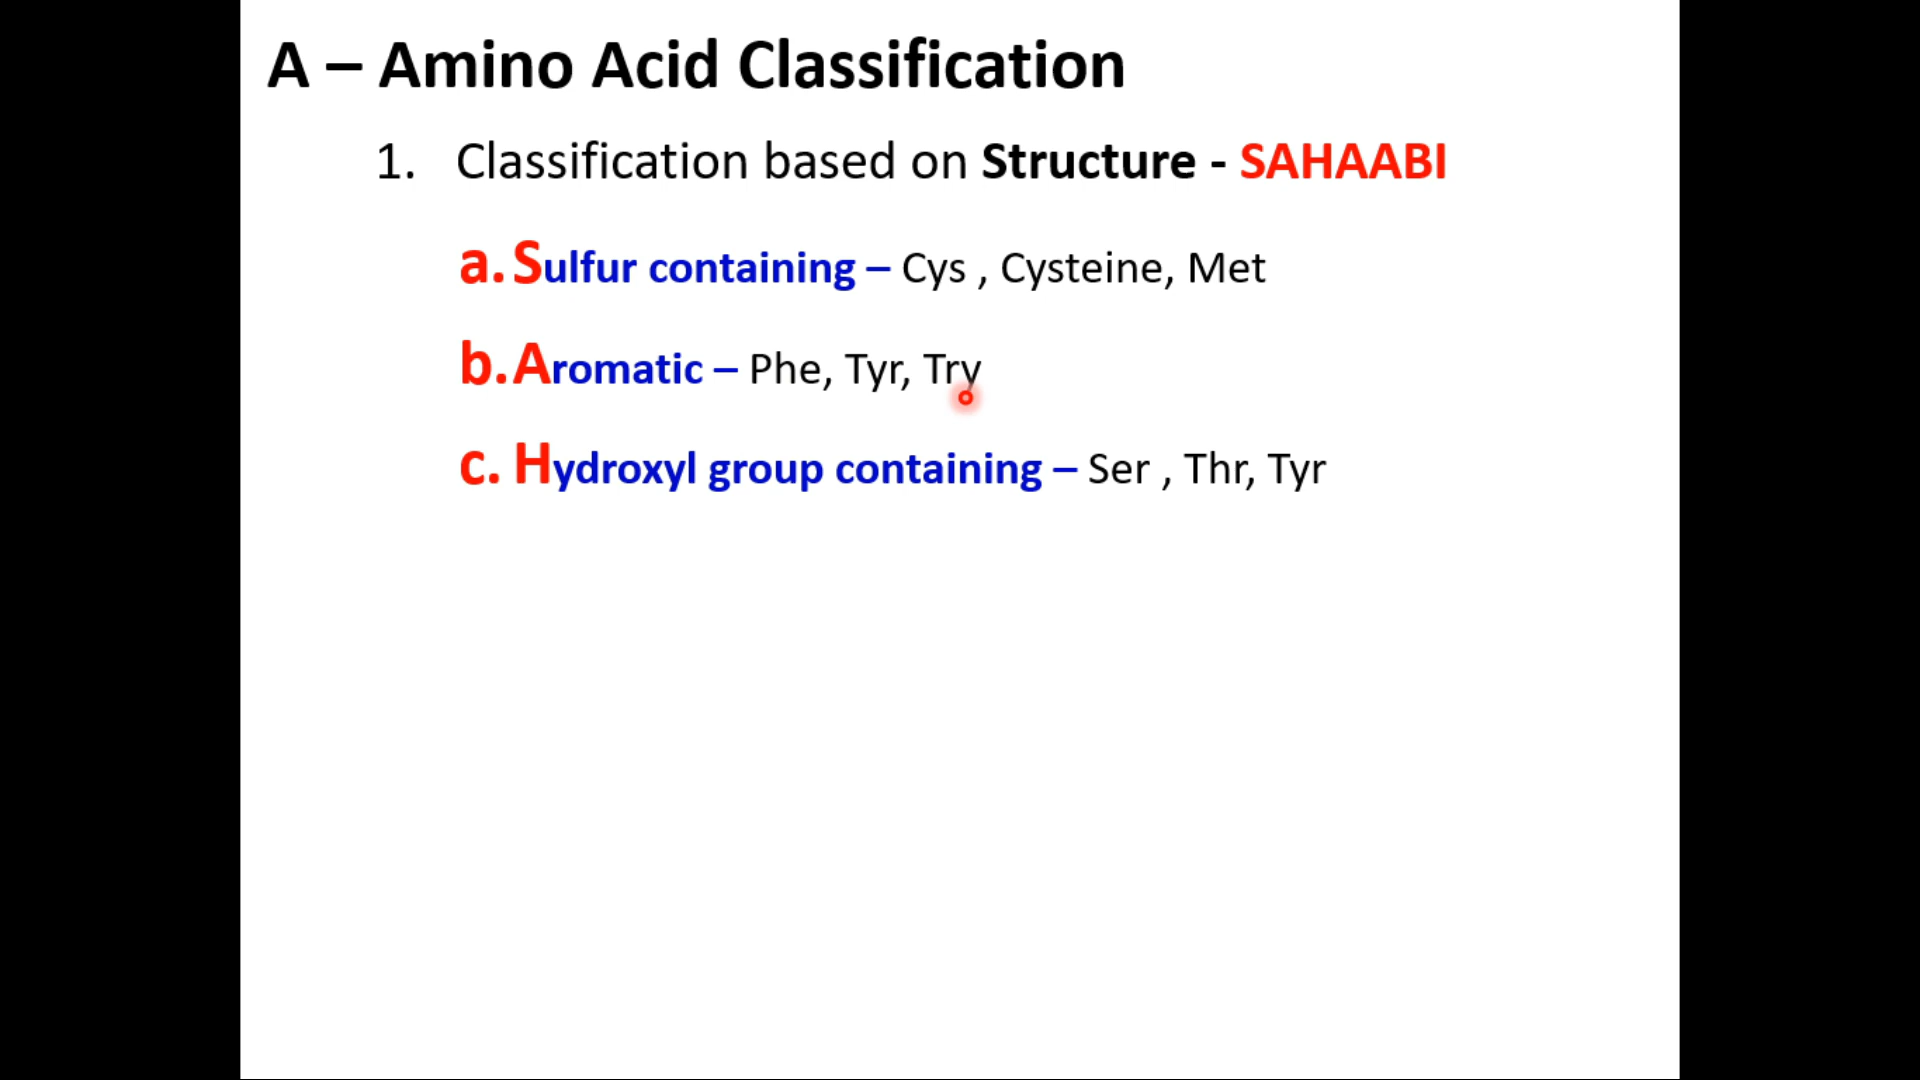 A – Amino Acid Classification
1. Classification based on Structure - SAHAABI
a. Sulfur containing – Cys , Cysteine, Met
b. Aromatic – Phe, Tyr, Try
c. Hydroxyl group containing – Ser , Thr, Tyr